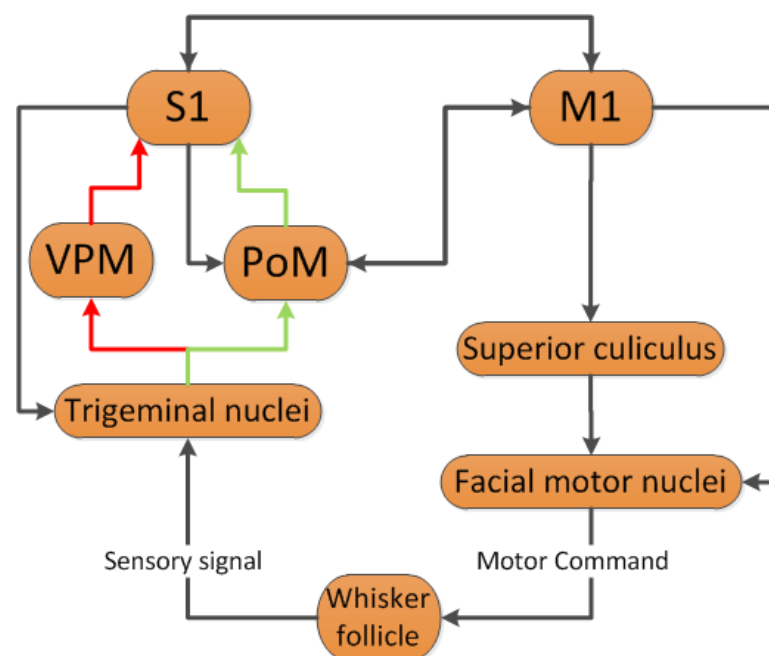 S1
M1
VPM
PoM
Superior culiculus
Trigeminal nuclei
Facial motor nuclei
Sensory signal
Motor Command
Whisker
follicle